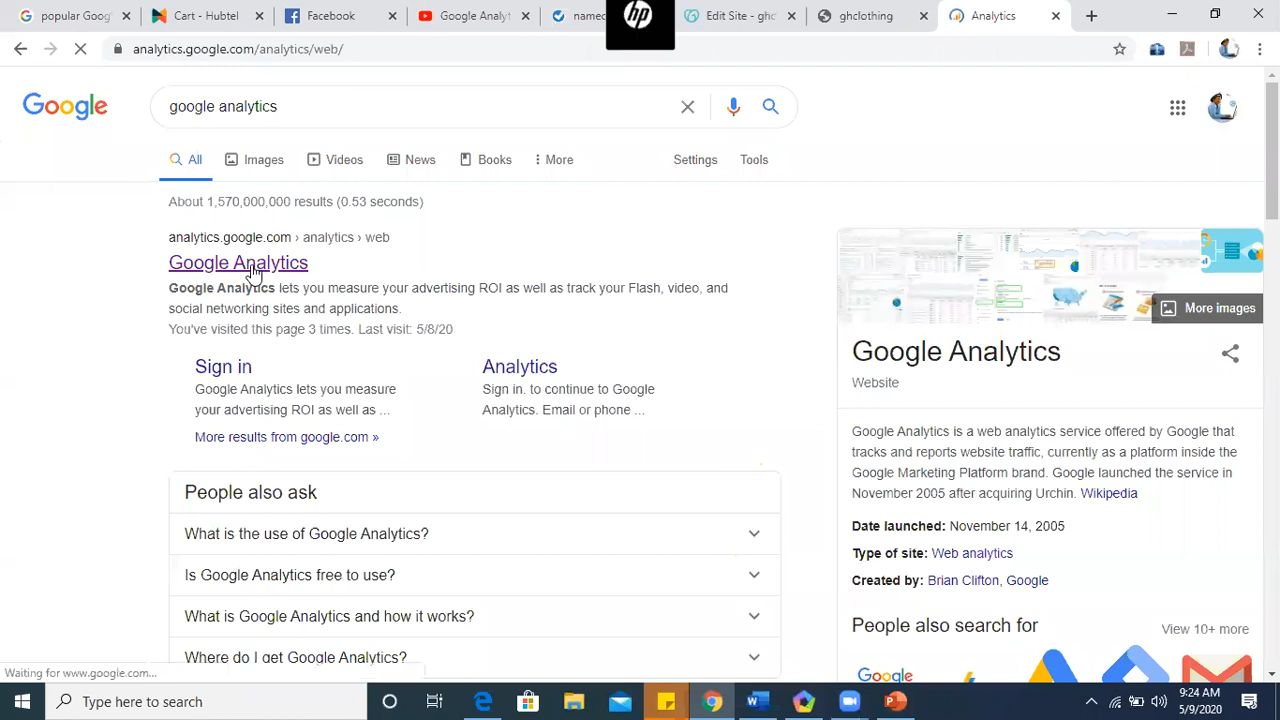 popular G
Cart - Hubtel
Facebook
Google Analyt
named
Edit Site - ghcl
ghclothing
Analytics
hp
analytics.google.com/analytics/web/
Google
google analytics
All
Images
Videos
News
Books
More
Settings
Tools
About 1,570,000,000 results (0.53 seconds)
analytics.google.com › analytics › web
Google Analytics
Google Analytics lets you measure your advertising ROI as well as track your Flash, video, and
social networking sites and applications
You've visited this page 3 times. Last visit: 5/8/20
Sign in
Google Analytics lets you measure
your advertising ROI as well as ...
Analytics
Sign in. to continue to Google
Analytics. Email or phone ...
More results from google.com »
People also ask
What is the use of Google Analytics?
Is Google Analytics free to use?
What is Google Analytics and how it works?
Where do I get Google Analytics?
More images
Google Analytics
Website
Google Analytics is a web analytics service offered by Google that
tracks and reports website traffic, currently as a platform inside the
Google Marketing Platform brand. Google launched the service in
November 2005 after acquiring Urchin. Wikipedia
Date launched: November 14, 2005
Type of site: Web analytics
Created by: Brian Clifton, Google
People also search for
View 10+ more
Google
Waiting for www.google.com...
Type here to search
9:24 AM
5/9/2020